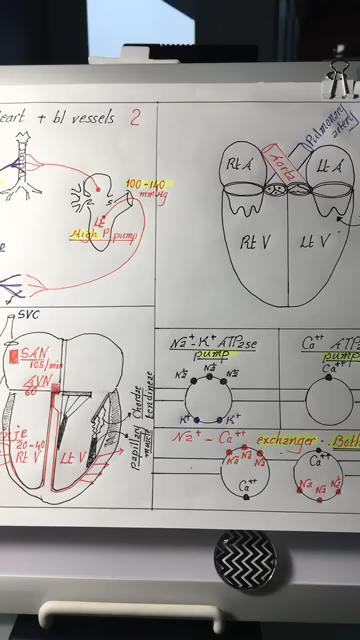 eart + bl vessels 2
100-140
mmHg
Lt
High P pump
Pulmonary
artery
Rt A
Aorta
Lt A
Rt V
Lt V
SVC
SAN
105/min
AVN
60
20-40
Rt V
Lt V
Chordae
tendineae
Papillary
muscle
Na⁺-K⁺ ATPase
pump
Na⁺ Na⁺ Na⁺
K⁺ K⁺
Ca⁺⁺ ATP
pump
Ca⁺⁺
Na⁺ - Ca⁺⁺ exchanger .. Both
Na⁺ Na⁺ Na⁺
Ca⁺⁺
Ca⁺⁺
Na⁺ Na⁺ Na⁺